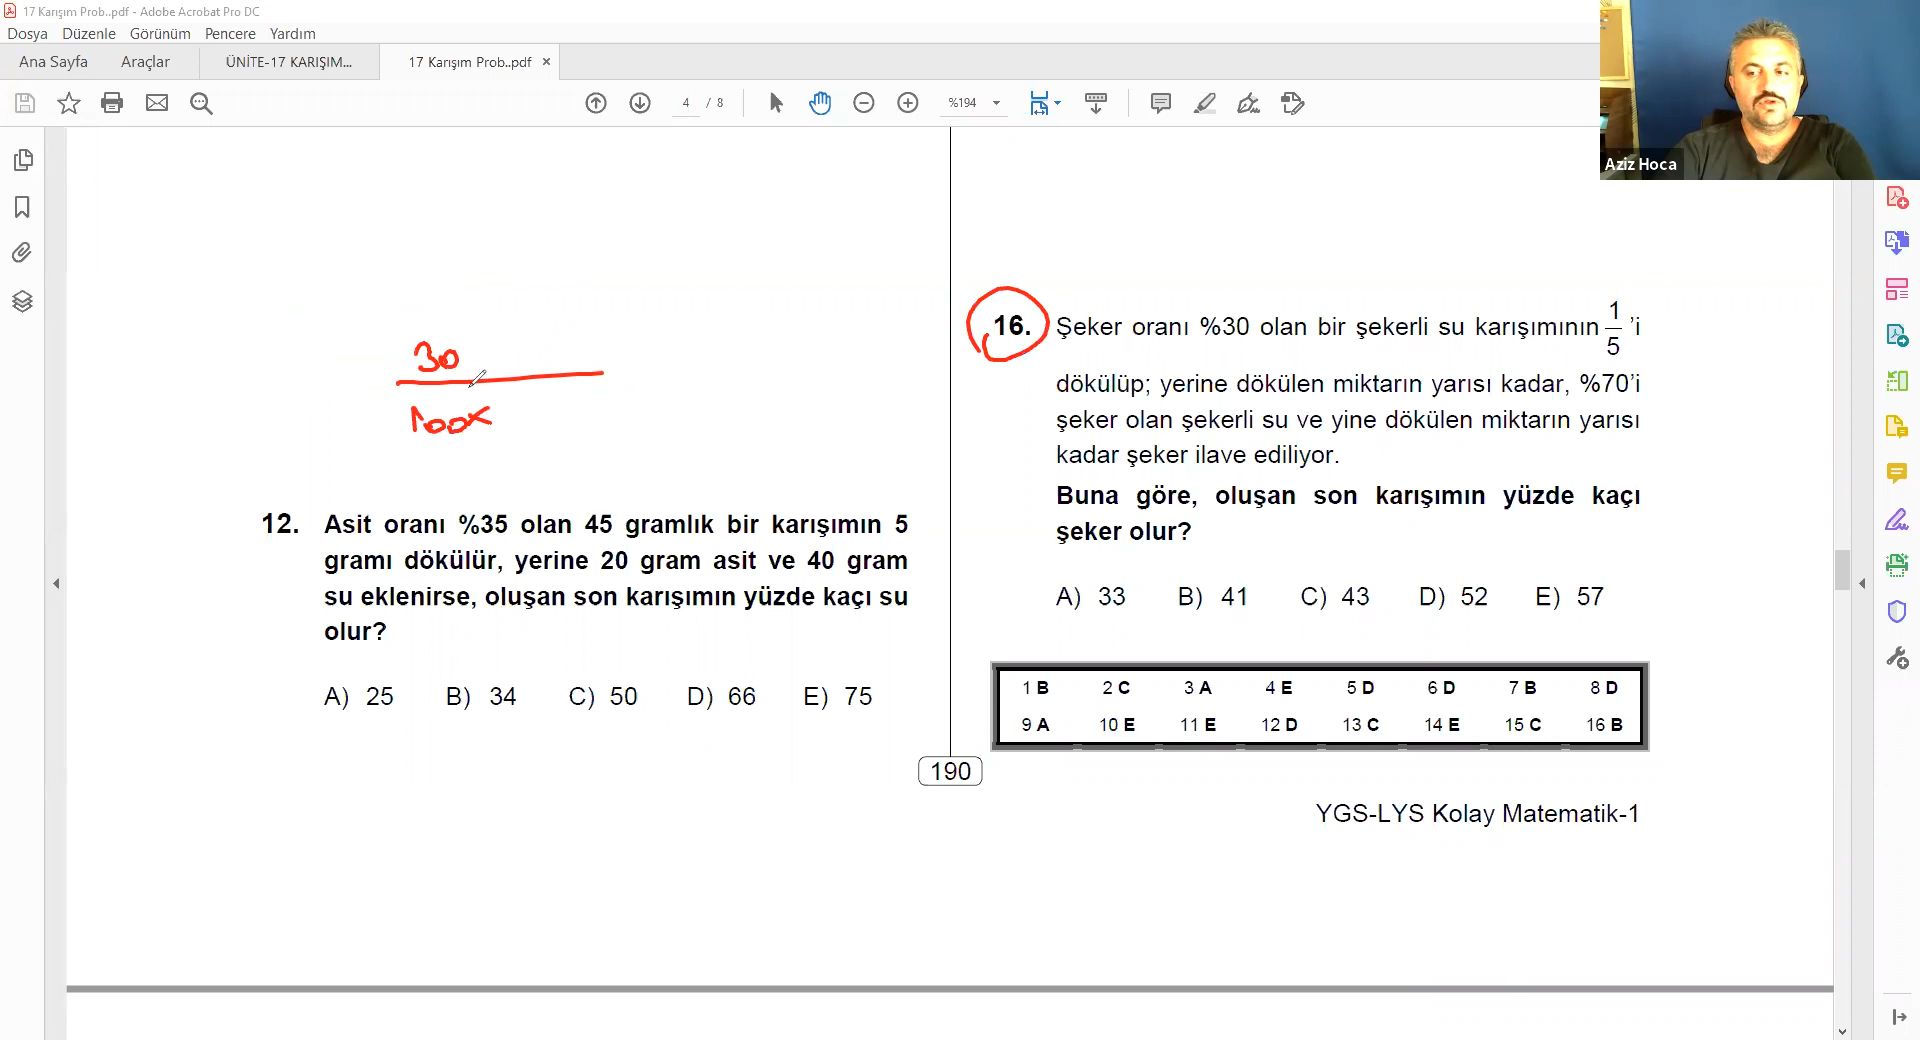 17 Karışım Prob..pdf - Adobe Acrobat Pro DC
Dosya Düzenle Görünüm Pencere Yardım
Ana Sayfa Araçlar ÜNİTE-17 KARIŞIM... 17 Karışım Prob..pdf ×
4 / 8 %194
Aziz Hoca
30
100x
12. Asit oranı %35 olan 45 gramlık bir karışımın 5
gramı dökülür, yerine 20 gram asit ve 40 gram
su eklenirse, oluşan son karışımın yüzde kaçı su
olur?
A) 25 B) 34 C) 50 D) 66 E) 75
16. Şeker oranı %30 olan bir şekerli su karışımının 1/5 'i
dökülüp; yerine dökülen miktarın yarısı kadar, %70'i
şeker olan şekerli su ve yine dökülen miktarın yarısı
kadar şeker ilave ediliyor.
Buna göre, oluşan son karışımın yüzde kaçı
şeker olur?
A) 33 B) 41 C) 43 D) 52 E) 57
1 B 2 C 3 A 4 E 5 D 6 D 7 B 8 D
9 A 10 E 11 E 12 D 13 C 14 E 15 C 16 B
190
YGS-LYS Kolay Matematik-1